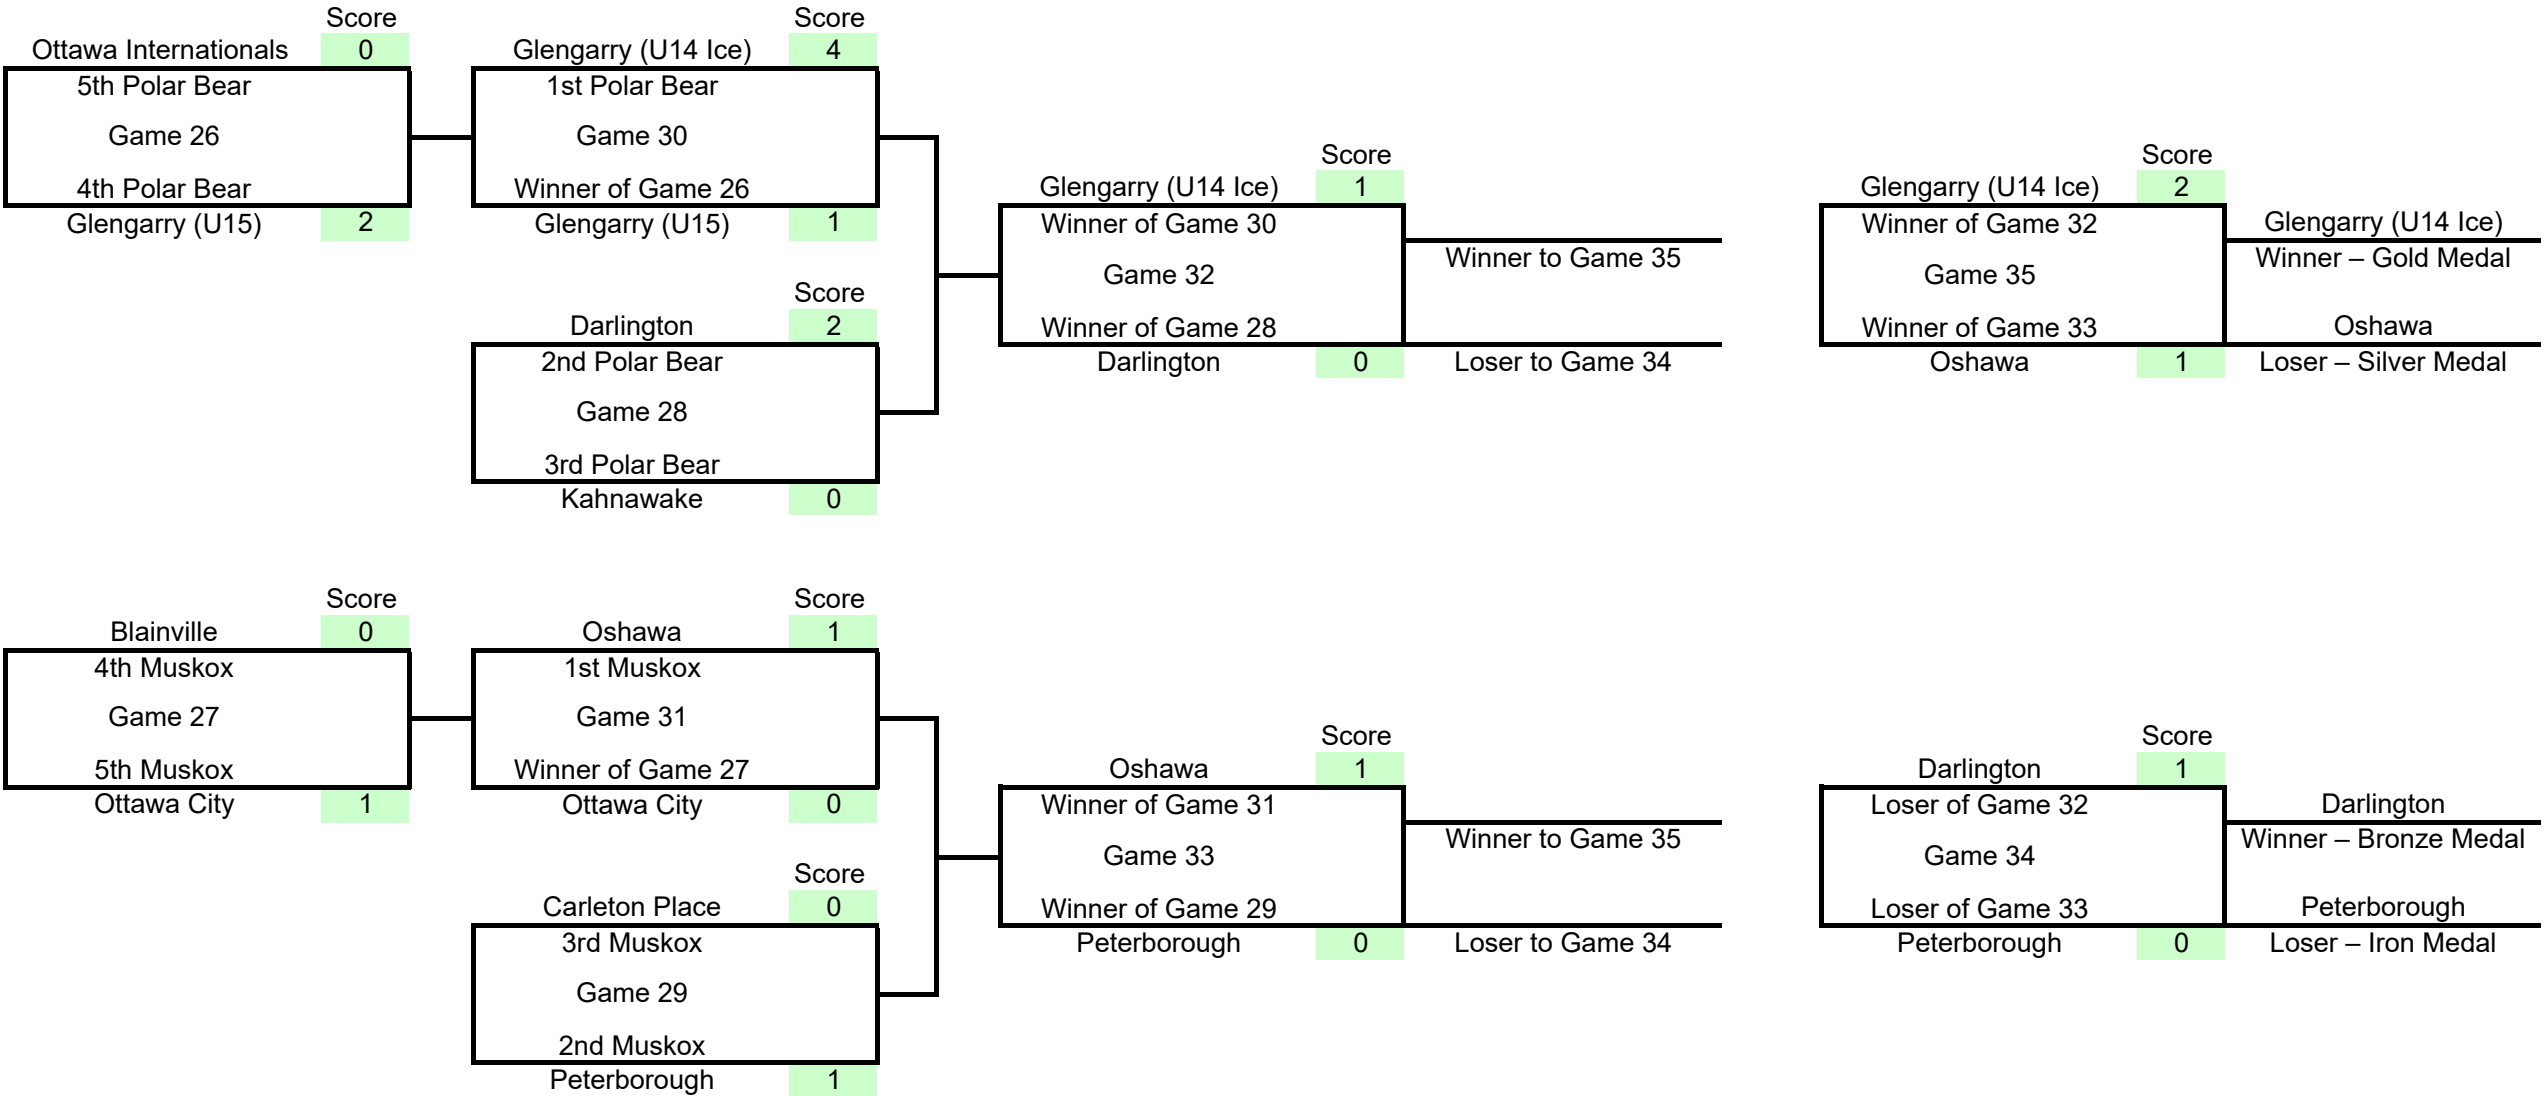 Score
Ottawa Internationals 0
5th Polar Bear
Game 26
4th Polar Bear
Glengarry (U15) 2
Score
Glengarry (U14 Ice) 4
1st Polar Bear
Game 30
Winner of Game 26
Glengarry (U15) 1
Score
Darlington 2
2nd Polar Bear
Game 28
3rd Polar Bear
Kahnawake 0
Score
Glengarry (U14 Ice) 1
Winner of Game 30
Game 32
Winner of Game 28
Darlington 0
Winner to Game 35
Loser to Game 34
Score
Glengarry (U14 Ice) 2
Winner of Game 32
Game 35
Winner of Game 33
Oshawa 1
Glengarry (U14 Ice)
Winner – Gold Medal
Oshawa
Loser – Silver Medal
Score
Blainville 0
4th Muskox
Game 27
5th Muskox
Ottawa City 1
Score
Oshawa 1
1st Muskox
Game 31
Winner of Game 27
Ottawa City 0
Score
Carleton Place 0
3rd Muskox
Game 29
2nd Muskox
Peterborough 1
Score
Oshawa 1
Winner of Game 31
Game 33
Winner of Game 29
Peterborough 0
Winner to Game 35
Loser to Game 34
Score
Darlington 1
Loser of Game 32
Game 34
Loser of Game 33
Peterborough 0
Darlington
Winner – Bronze Medal
Peterborough
Loser – Iron Medal